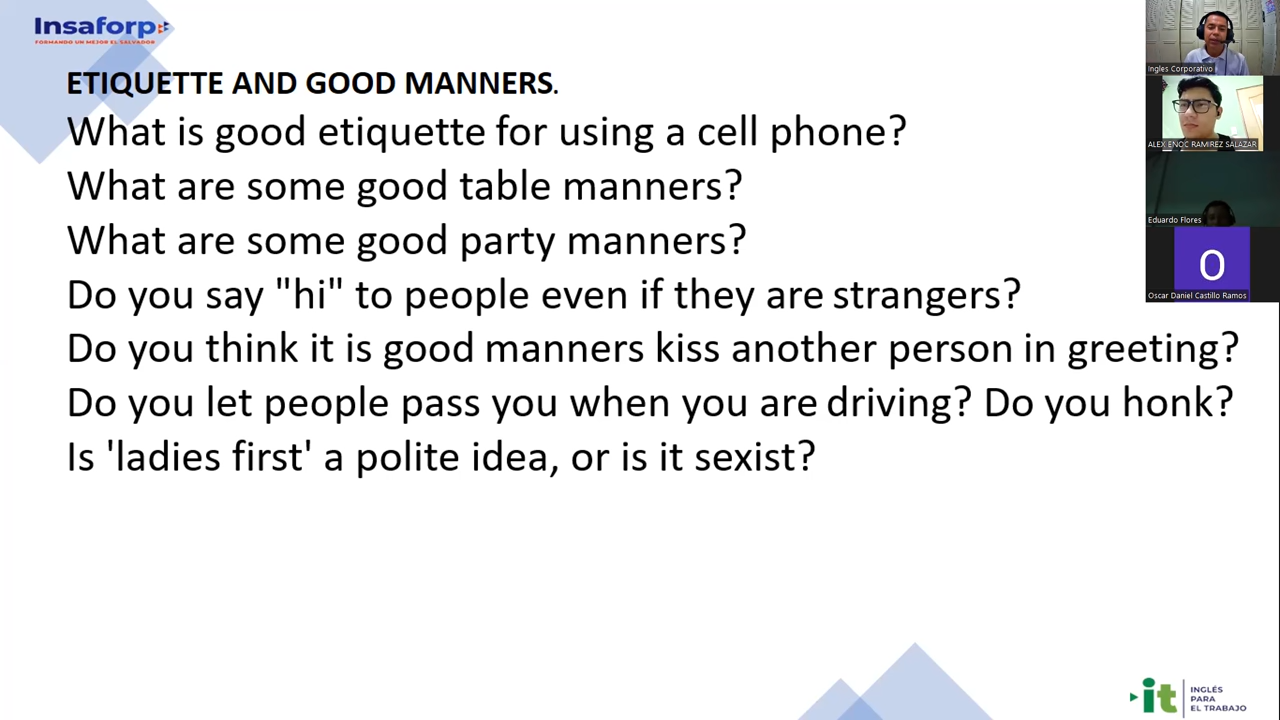 Insaforp
FORMANDO UN MEJOR EL SALVADOR
ETIQUETTE AND GOOD MANNERS.
What is good etiquette for using a cell phone?
What are some good table manners?
What are some good party manners?
Do you say "hi" to people even if they are strangers?
Do you think it is good manners kiss another person in greeting?
Do you let people pass you when you are driving? Do you honk?
Is 'ladies first' a polite idea, or is it sexist?
Ingles Corporativo
ALEX ENOC RAMIREZ SALAZAR
Eduardo Flores
O
Oscar Daniel Castillo Ramos
it
INGLÉS
PARA
EL TRABAJO